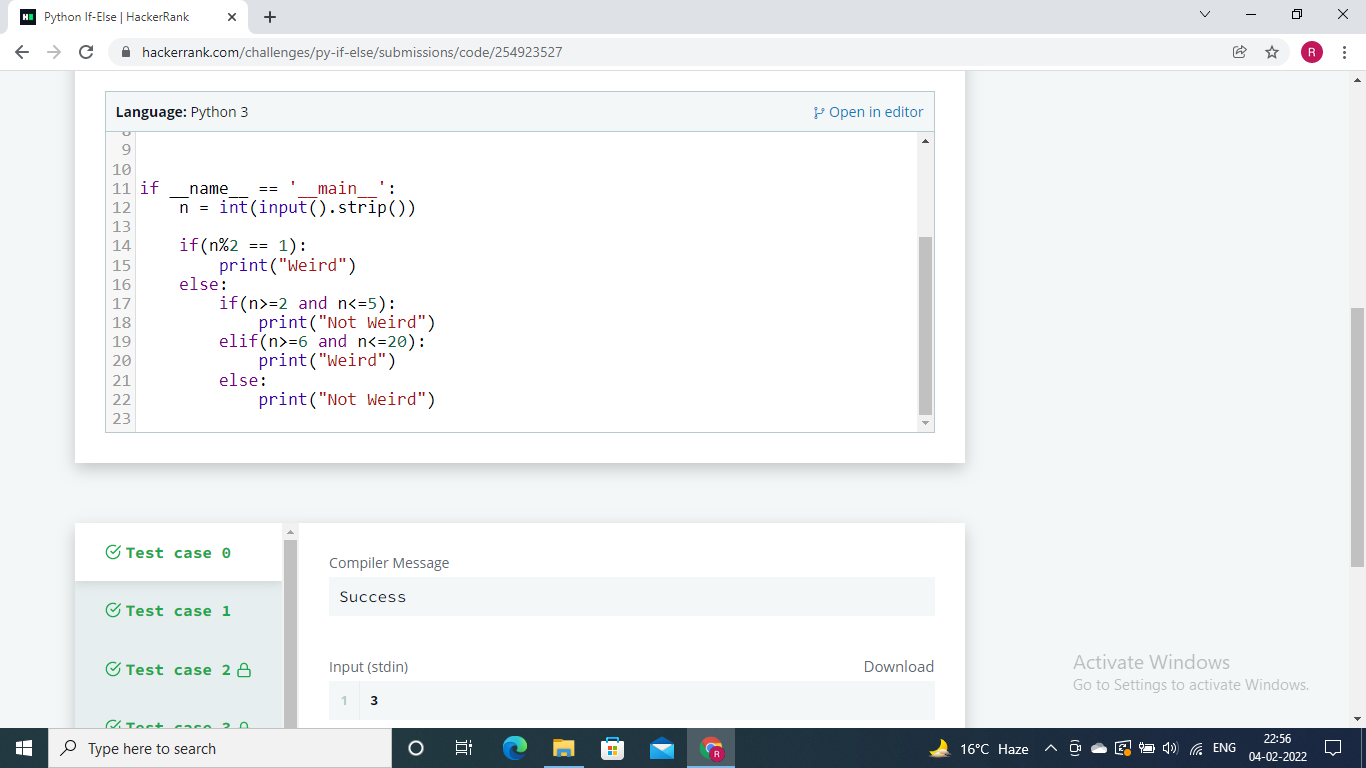 Python If-Else | HackerRank
hackerrank.com/challenges/py-if-else/submissions/code/254923527
R
Language: Python 3
Open in editor
9
10
11 if __name__ == '__main__':
12     n = int(input().strip())
13
14     if(n%2 == 1):
15         print("Weird")
16     else:
17         if(n>=2 and n<=5):
18             print("Not Weird")
19         elif(n>=6 and n<=20):
20             print("Weird")
21         else:
22             print("Not Weird")
23
Test case 0
Test case 1
Test case 2
Test case 3
Compiler Message
Success
Input (stdin)
Download
1 3
Activate Windows
Go to Settings to activate Windows.
Type here to search
R
16°C Haze
ENG
22:56
04-02-2022